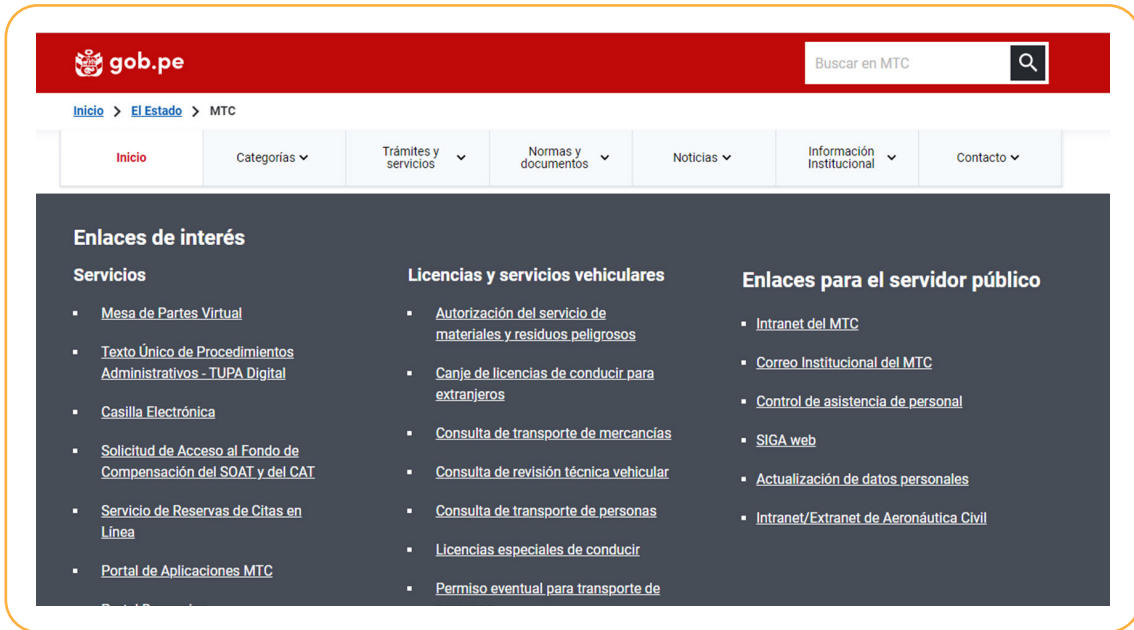 gob.pe
Buscar en MTC
Inicio > El Estado > MTC
Inicio
Categorías
Trámites y
servicios
Normas y
documentos
Noticias
Información
Institucional
Contacto
Enlaces de interés
Servicios
Mesa de Partes Virtual
Texto Único de Procedimientos
Administrativos - TUPA Digital
Casilla Electrónica
Solicitud de Acceso al Fondo de
Compensación del SOAT y del CAT
Servicio de Reservas de Citas en
Línea
Portal de Aplicaciones MTC
Licencias y servicios vehiculares
Autorización del servicio de
materiales y residuos peligrosos
Canje de licencias de conducir para
extranjeros
Consulta de transporte de mercancías
Consulta de revisión técnica vehicular
Consulta de transporte de personas
Licencias especiales de conducir
Permiso eventual para transporte de
Enlaces para el servidor público
Intranet del MTC
Correo Institucional del MTC
Control de asistencia de personal
SIGA web
Actualización de datos personales
Intranet/Extranet de Aeronáutica Civil